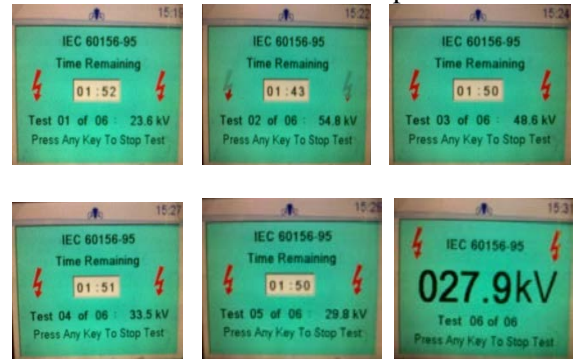 15:19
IEC 60156-95
Time Remaining
01:52
Test 01 of 06 : 23.6 kV
Press Any Key To Stop Test
15:22
IEC 60156-95
Time Remaining
01:43
Test 02 of 06 : 54.8 kV
Press Any Key To Stop Test
15:24
IEC 60156-95
Time Remaining
01:50
Test 03 of 06 : 48.6 kV
Press Any Key To Stop Test
15:27
IEC 60156-95
Time Remaining
01:51
Test 04 of 06 : 33.5 kV
Press Any Key To Stop Test
IEC 60156-95
Time Remaining
01:50
Test 05 of 06 : 29.8 kV
Press Any Key To Stop Test
15:31
IEC 60156-95
027.9kV
Test 06 of 06
Press Any Key To Stop Test